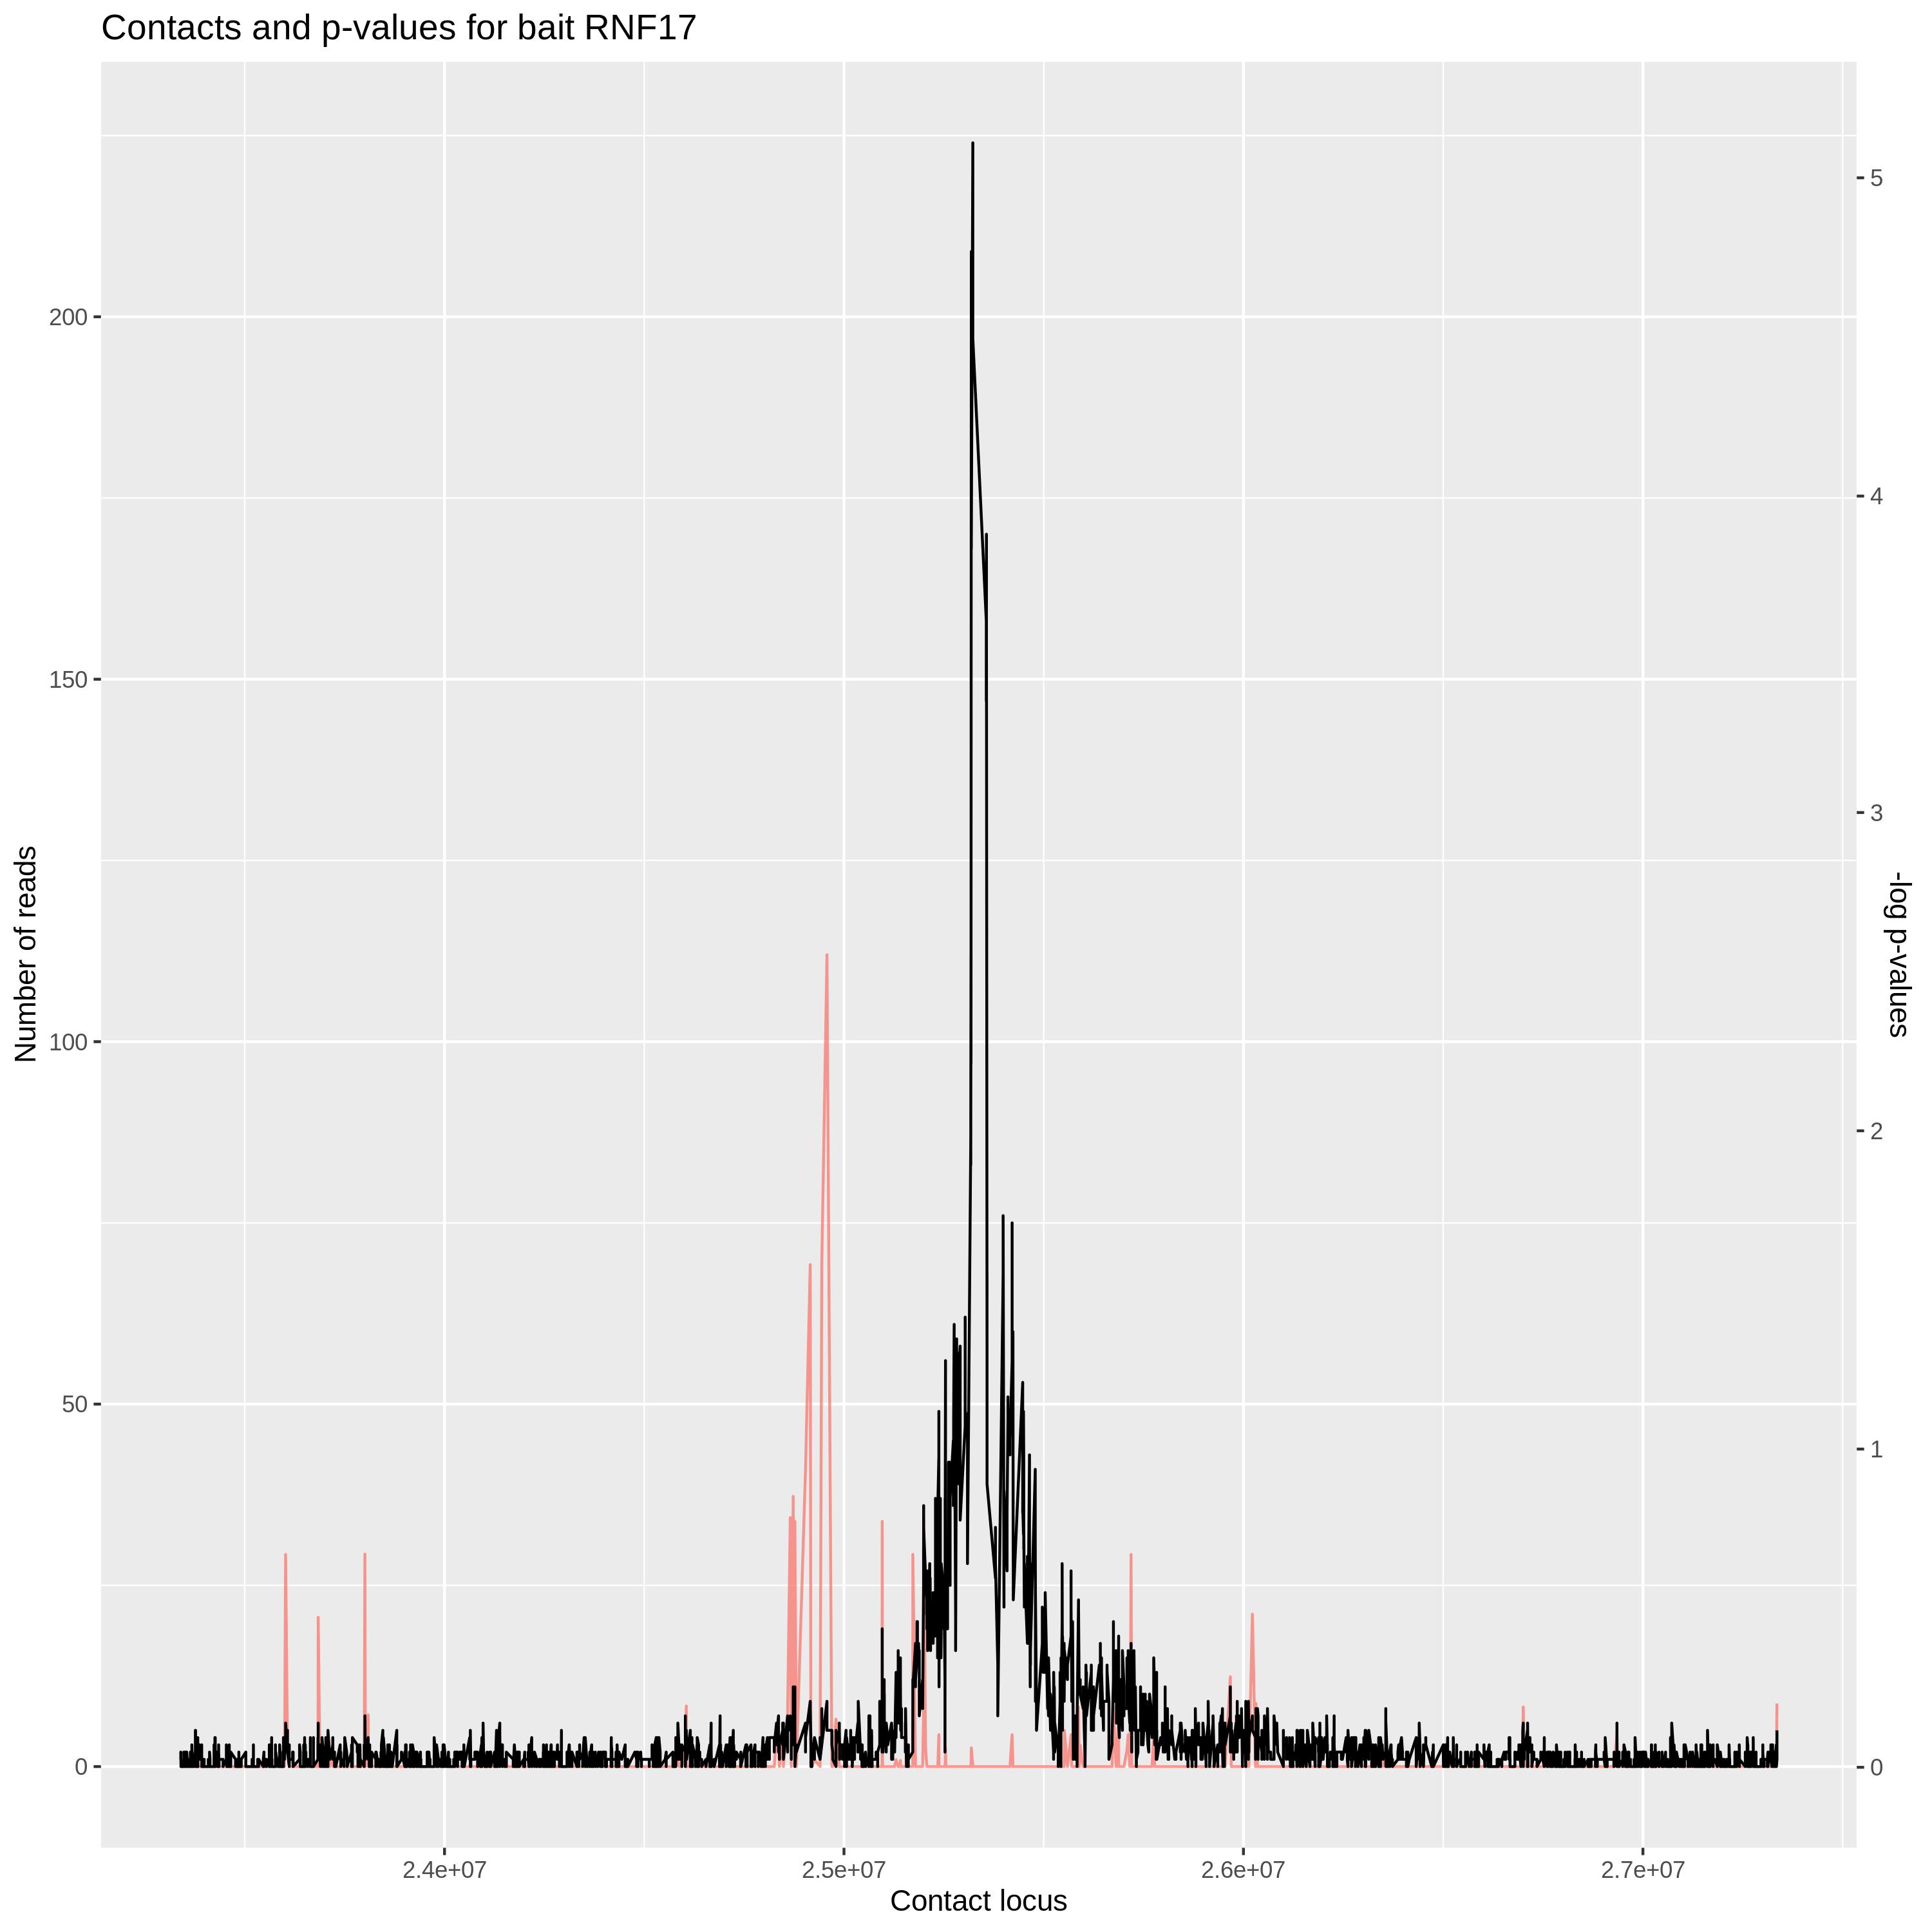 Contacts and p-values for bait RNF17
Number of reads
200
150
100
50
0
5
4
3
2
1
0
-log p-values
2.4e+07
2.5e+07
2.6e+07
2.7e+07
Contact locus